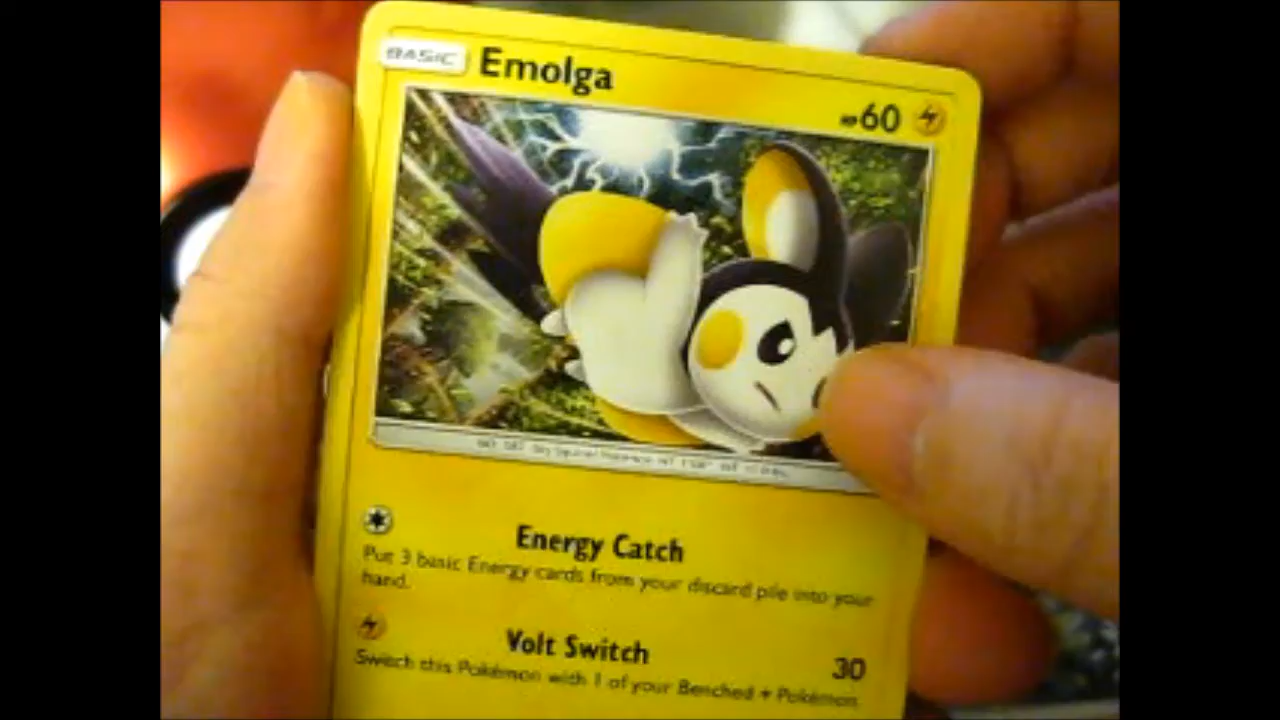 BASIC Emolga
HP60
Energy Catch
Put 3 basic Energy cards from your discard pile into your
hand.
Volt Switch 30
Switch this Pokémon with 1 of your Benched Pokémon